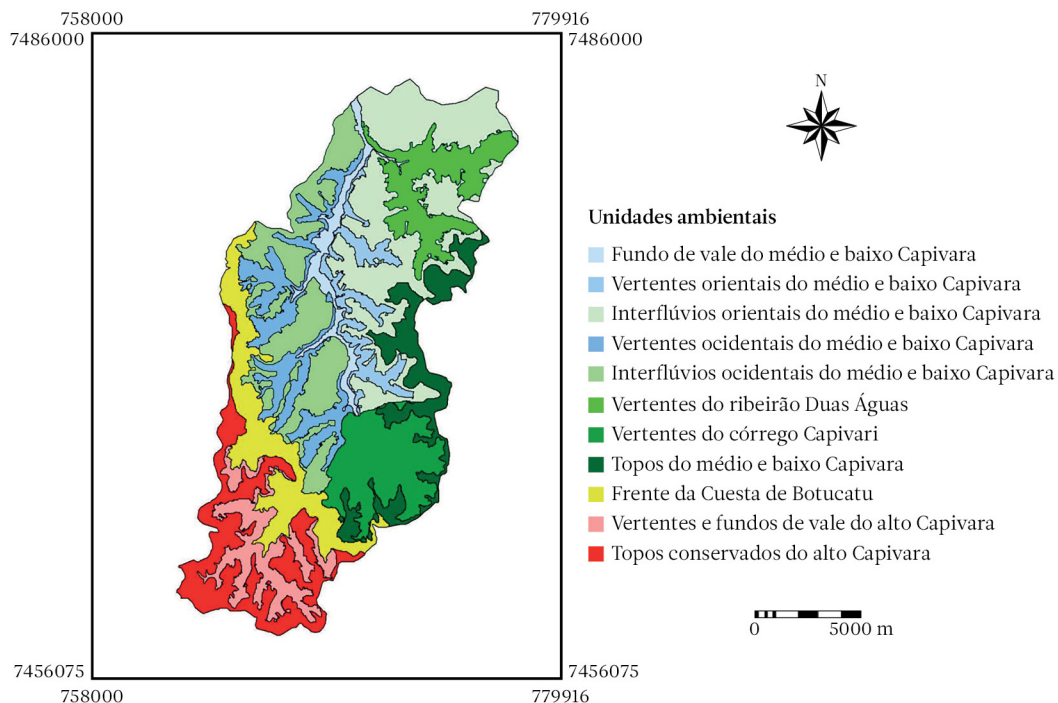 758000 779916
7486000 7486000
N
Unidades ambientais
Fundo de vale do médio e baixo Capivara
Vertentes orientais do médio e baixo Capivara
Interflúvios orientais do médio e baixo Capivara
Vertentes ocidentais do médio e baixo Capivara
Interflúvios ocidentais do médio e baixo Capivara
Vertentes do ribeirão Duas Águas
Vertentes do córrego Capivari
Topos do médio e baixo Capivara
Frente da Cuesta de Botucatu
Vertentes e fundos de vale do alto Capivara
Topos conservados do alto Capivara
0 5000 m
7456075 7456075
758000 779916